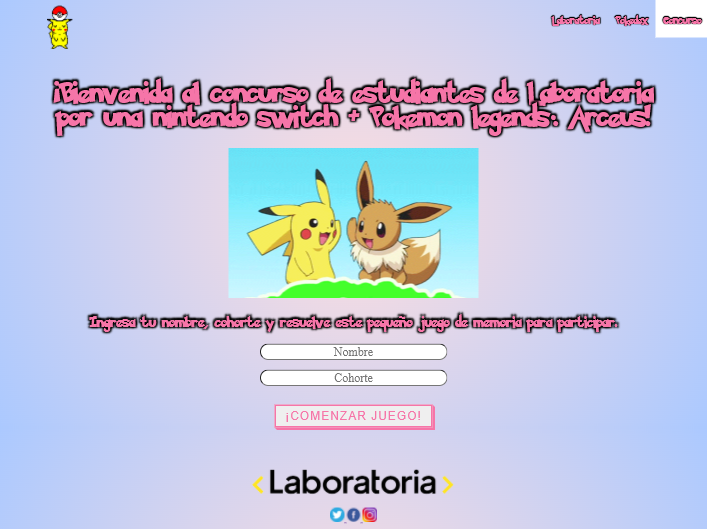 Laboratoria Pokedex Concurso
¡Bienvenida al concurso de estudiantes de Laboratoria
por una nintendo switch + Pokemon legends: Arceus!
Ingresa tu nombre, cohorte y resuelve este pequeño juego de memoria para participar.
Nombre
Cohorte
¡COMENZAR JUEGO!
<Laboratoria>